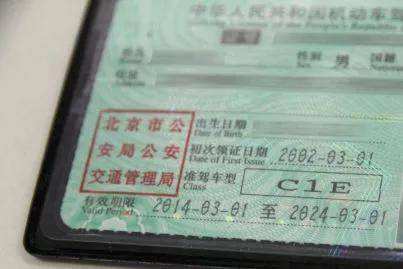 中华人民共和国机动车驾
People's Republic
性别 男 国籍
Sex
住址
北京市公
安局公安
交通管理局
出生日期
Date of Birth
初次领证日期 2002-03-01
Date of First Issue
准驾车型 C1E
Class
有效期限 2014-03-01 至 2024-03-01
Valid Period